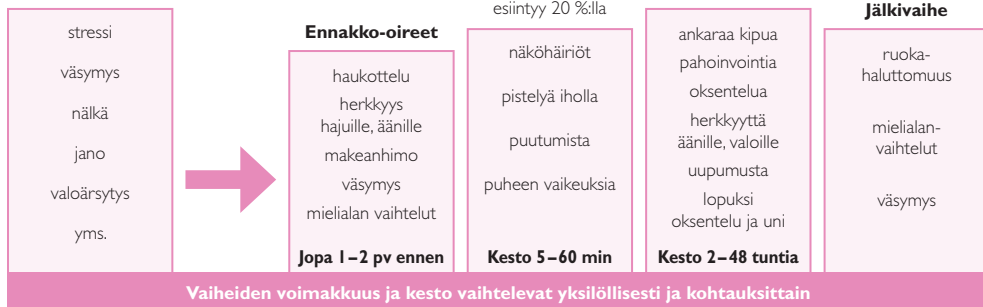 stressi
väsymys
nälkä
jano
valoärsytys
yms.
Ennakko-oireet
haukottelu
herkkyys
hajuille, äänille
makeanhimo
väsymys
mielialan vaihtelut
Jopa 1–2 pv ennen
esiintyy 20 %:lla
näköhäiriöt
pistelyä iholla
puutumista
puheen vaikeuksia
Kesto 5–60 min
ankaraa kipua
pahoinvointia
oksentelua
herkkyyttä
äänille, valoille
uupumusta
lopuksi
oksentelu ja uni
Kesto 2–48 tuntia
Jälkivaihe
ruoka-
haluttomuus
mielialan-
vaihtelut
väsymys
Vaiheiden voimakkuus ja kesto vaihtelevat yksilöllisesti ja kohtauksittain